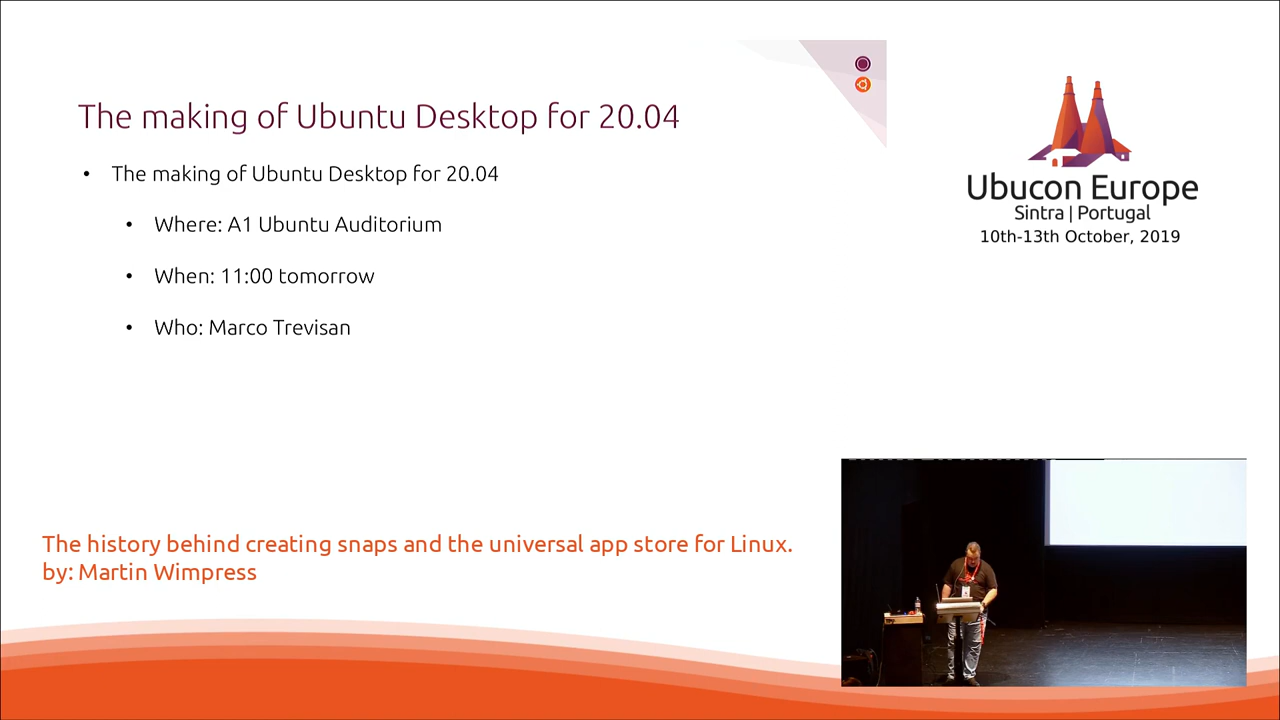 The making of Ubuntu Desktop for 20.04
• The making of Ubuntu Desktop for 20.04
• Where: A1 Ubuntu Auditorium
• When: 11:00 tomorrow
• Who: Marco Trevisan
Ubucon Europe
Sintra | Portugal
10th-13th October, 2019
The history behind creating snaps and the universal app store for Linux.
by: Martin Wimpress